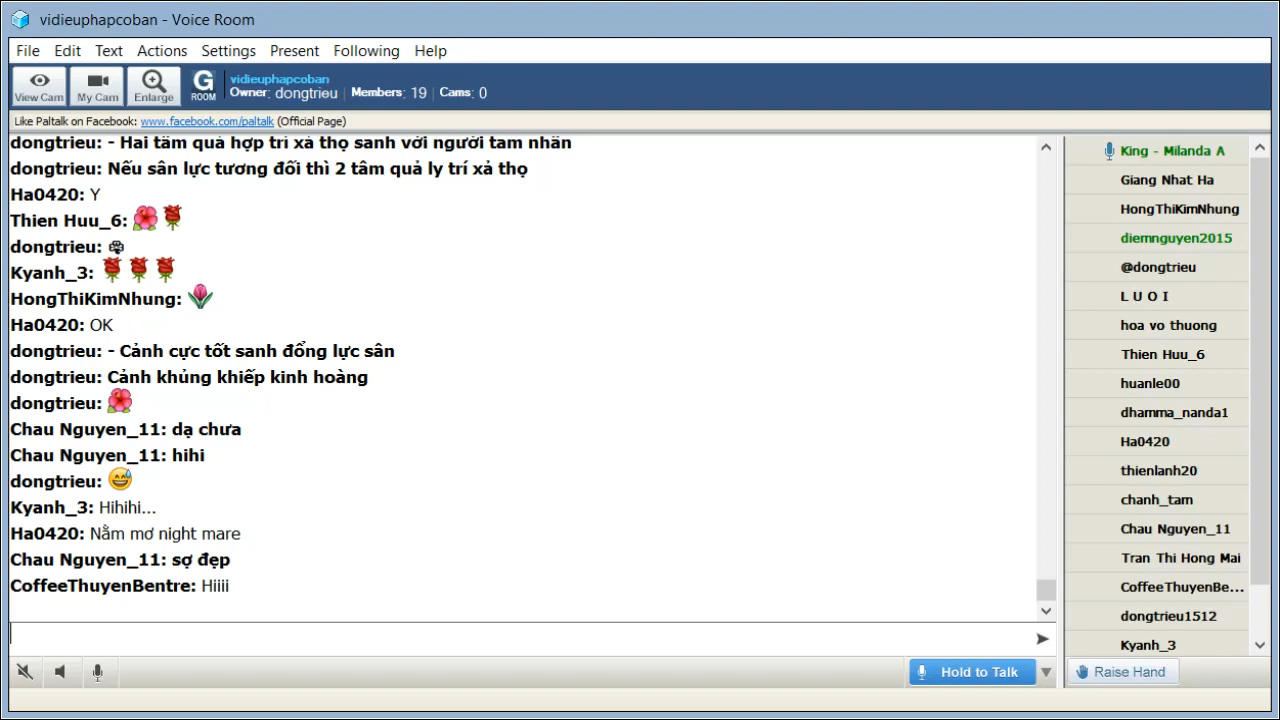 vidieuphapcoban - Voice Room
File Edit Text Actions Settings Present Following Help
View Cam My Cam Enlarge G ROOM
vidieuphapcoban
Owner: dongtrieu | Members: 19 | Cams: 0
Like Paltalk on Facebook: www.facebook.com/paltalk (Official Page)
dongtrieu: - Hai tâm quả hợp trí xả thọ sanh với người tam nhân
dongtrieu: Nếu sân lực tương đối thì 2 tâm quả ly trí xả thọ
Ha0420: Y
Thien Huu_6:
dongtrieu:
Kyanh_3:
HongThiKimNhung:
Ha0420: OK
dongtrieu: - Cảnh cực tốt sanh đổng lực sân
dongtrieu: Cảnh khủng khiếp kinh hoàng
dongtrieu:
Chau Nguyen_11: dạ chưa
Chau Nguyen_11: hihi
dongtrieu:
Kyanh_3: Hihihi...
Ha0420: Nằm mơ night mare
Chau Nguyen_11: sợ đẹp
CoffeeThuyenBentre: Hiiii
King - Milanda A
Giang Nhat Ha
HongThiKimNhung
diemnguyen2015
@dongtrieu
L U O I
hoa vo thuong
Thien Huu_6
huanle00
dhamma_nanda1
Ha0420
thienlanh20
chanh_tam
Chau Nguyen_11
Tran Thi Hong Mai
CoffeeThuyenBe...
dongtrieu1512
Kyanh_3
Hold to Talk
Raise Hand